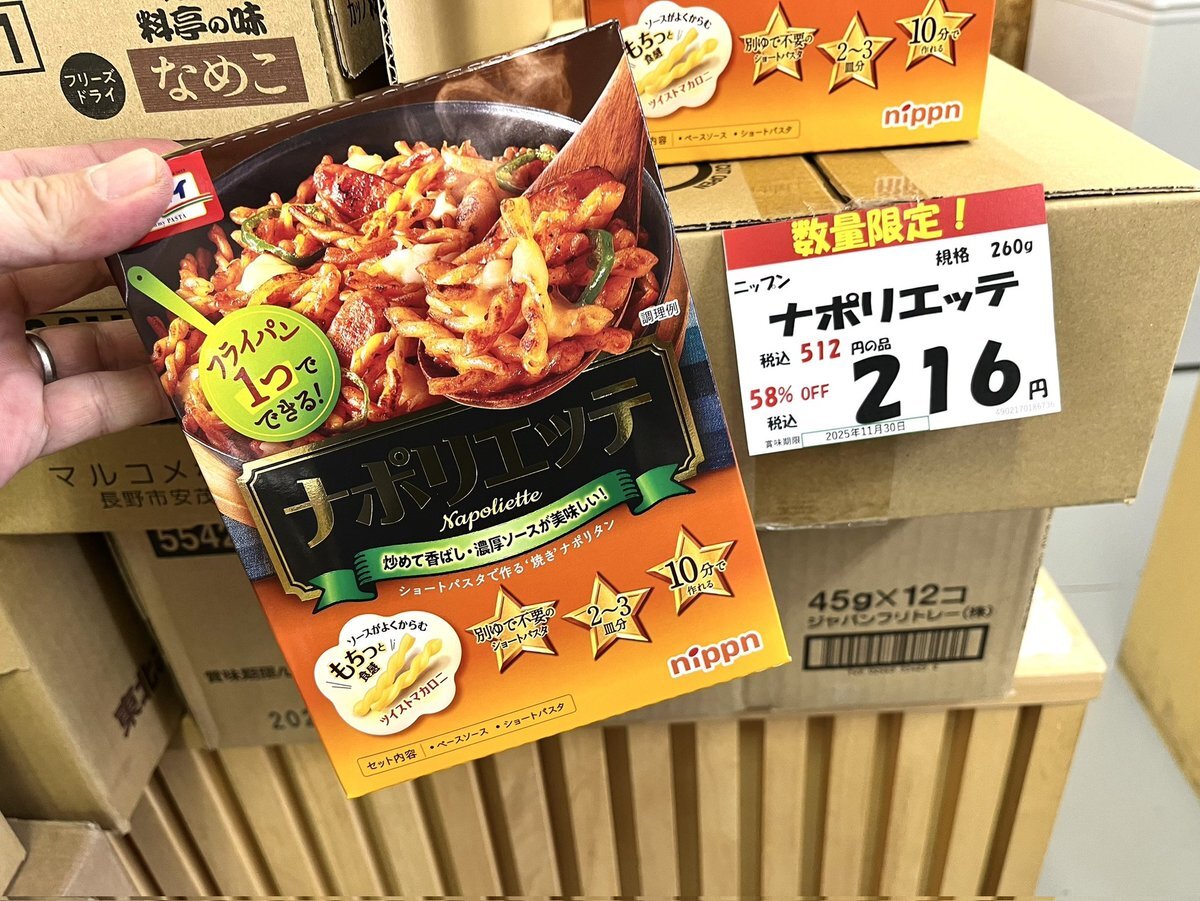 料亭の味
フリーズ
ドライ
なめこ
ソースがよくからむ
もちっと
食感
ツイストマカロニ
別ゆで不要の
ショートパスタ
2~3
皿分
10分で
作れる
nippn
・ペースソース ・ショートパスタ
数量限定!
規格 260g
ニップン
ナポリエッテ
税込 512 円の品
58% OFF
税込
216円
賞味期限 2025年11月30日
4902170186736
フライパン
1つで
できる!
調理例
ナポリエッテ
Napoliette
炒めて香ばし・濃厚ソースが美味しい!
ショートパスタで作る‘焼き’ナポリタン
ソースがよくからむ
もちっと
食感
ツイストマカロニ
別ゆで不要の
ショートパスタ
2~3
皿分
10分で
作れる
nippn
セット内容 ・ペースソース ・ショートパスタ
マルコメ
長野市安茂
554
賞味期限
45g×12コ
ジャパンフリトレー(株)
東北